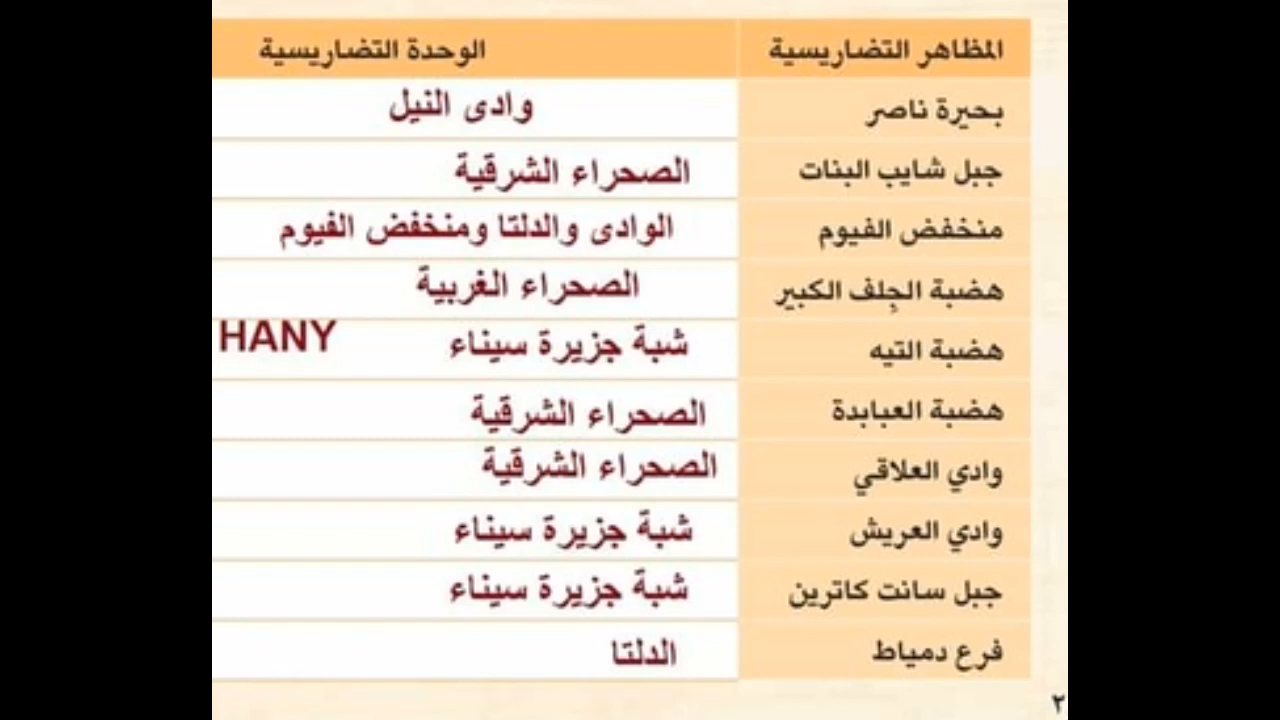 المظاهر التضاريسية الوحدة التضاريسية
بحيرة ناصر وادى النيل
جبل شايب البنات الصحراء الشرقية
منخفض الفيوم الوادى والدلتا ومنخفض الفيوم
هضبة الجِلف الكبير الصحراء الغربية
هضبة التيه شبة جزيرة سيناء HANY
هضبة العبابدة الصحراء الشرقية
وادي العلاقي الصحراء الشرقية
وادي العريش شبة جزيرة سيناء
جبل سانت كاترين شبة جزيرة سيناء
فرع دمياط الدلتا
٢